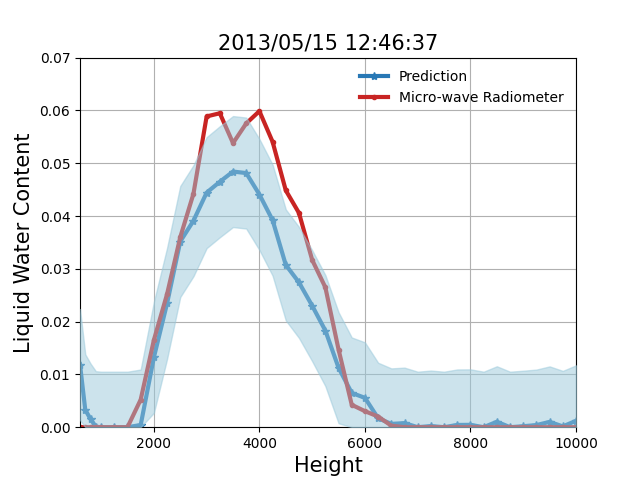 2013/05/15 12:46:37
Prediction
Micro-wave Radiometer
Liquid Water Content
0.07
0.06
0.05
0.04
0.03
0.02
0.01
0.00
2000 4000 6000 8000 10000
Height